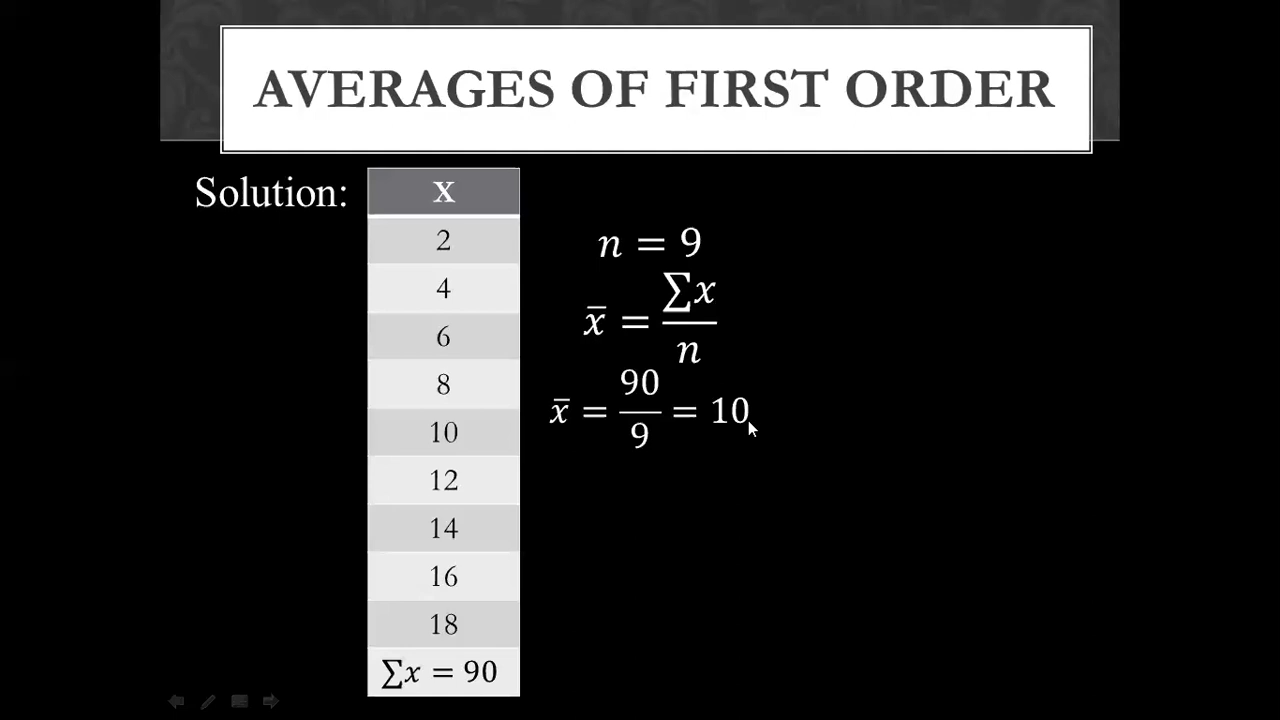 AVERAGES OF FIRST ORDER
Solution:
X
2
4
6
8
10
12
14
16
18
∑x = 90
n = 9
x̅ = ∑x / n
x̅ = 90 / 9 = 10